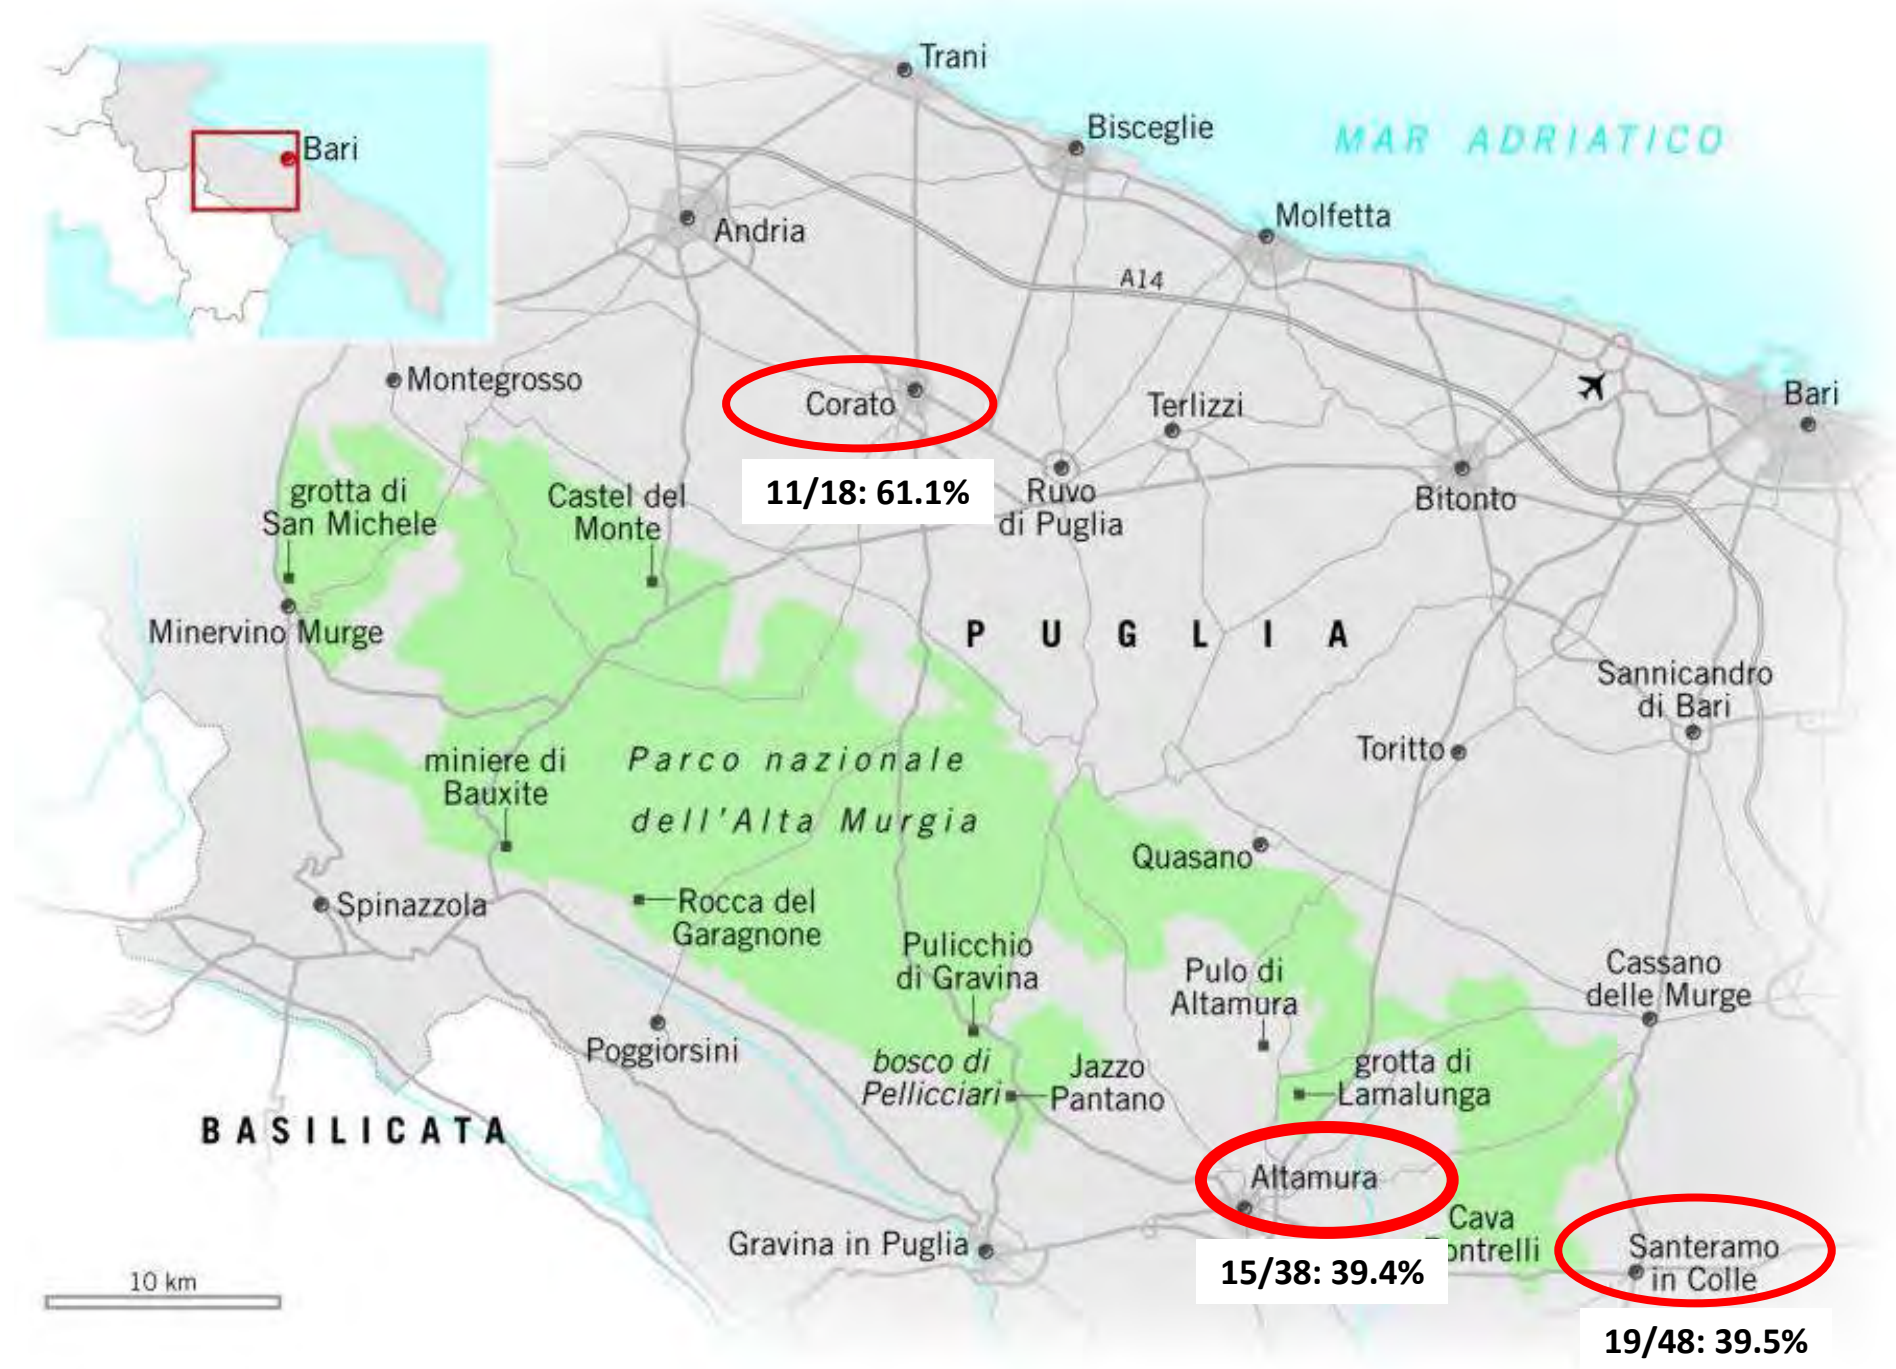 Trani
Bisceglie
MAR ADRIATICO
Bari
Molfetta
Andria
A14
Montegrosso
Corato
Terlizzi
Bari
grotta di
San Michele
Castel del
Monte
11/18: 61.1%
Ruvo
di Puglia
Bitonto
Minervino Murge
PUGLIA
Sannicandro
di Bari
miniere di
Bauxite
Parco nazionale
dell'Alta Murgia
Toritto
Quasano
Spinazzola
Rocca del
Garagnone
Pulicchio
di Gravina
Pulo di
Altamura
Cassano
delle Murge
Poggiorsini
bosco di
Pellicciari
Jazzo
Pantano
grotta di
Lamalunga
BASILICATA
Altamura
Gravina in Puglia
Cava
ontrelli
Santeramo
in Colle
10 km
15/38: 39.4%
19/48: 39.5%